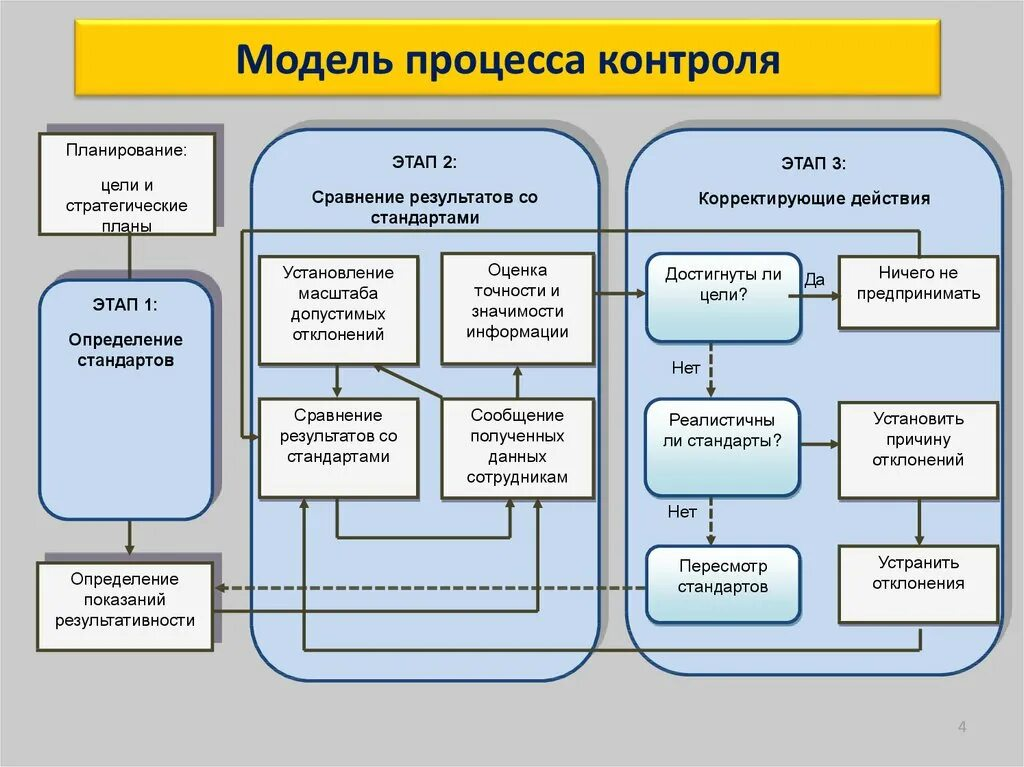 Модель процесса контроля
Планирование:
цели и
стратегические
планы
ЭТАП 1:
Определение
стандартов
Определение
показаний
результативности
ЭТАП 2:
Сравнение результатов со
стандартами
Установление
масштаба
допустимых
отклонений
Оценка
точности и
значимости
информации
Сравнение
результатов со
стандартами
Сообщение
полученных
данных
сотрудникам
ЭТАП 3:
Корректирующие действия
Достигнуты ли
цели?
Да
Ничего не
предпринимать
Нет
Реалистичны
ли стандарты?
Установить
причину
отклонений
Нет
Пересмотр
стандартов
Устранить
отклонения
4